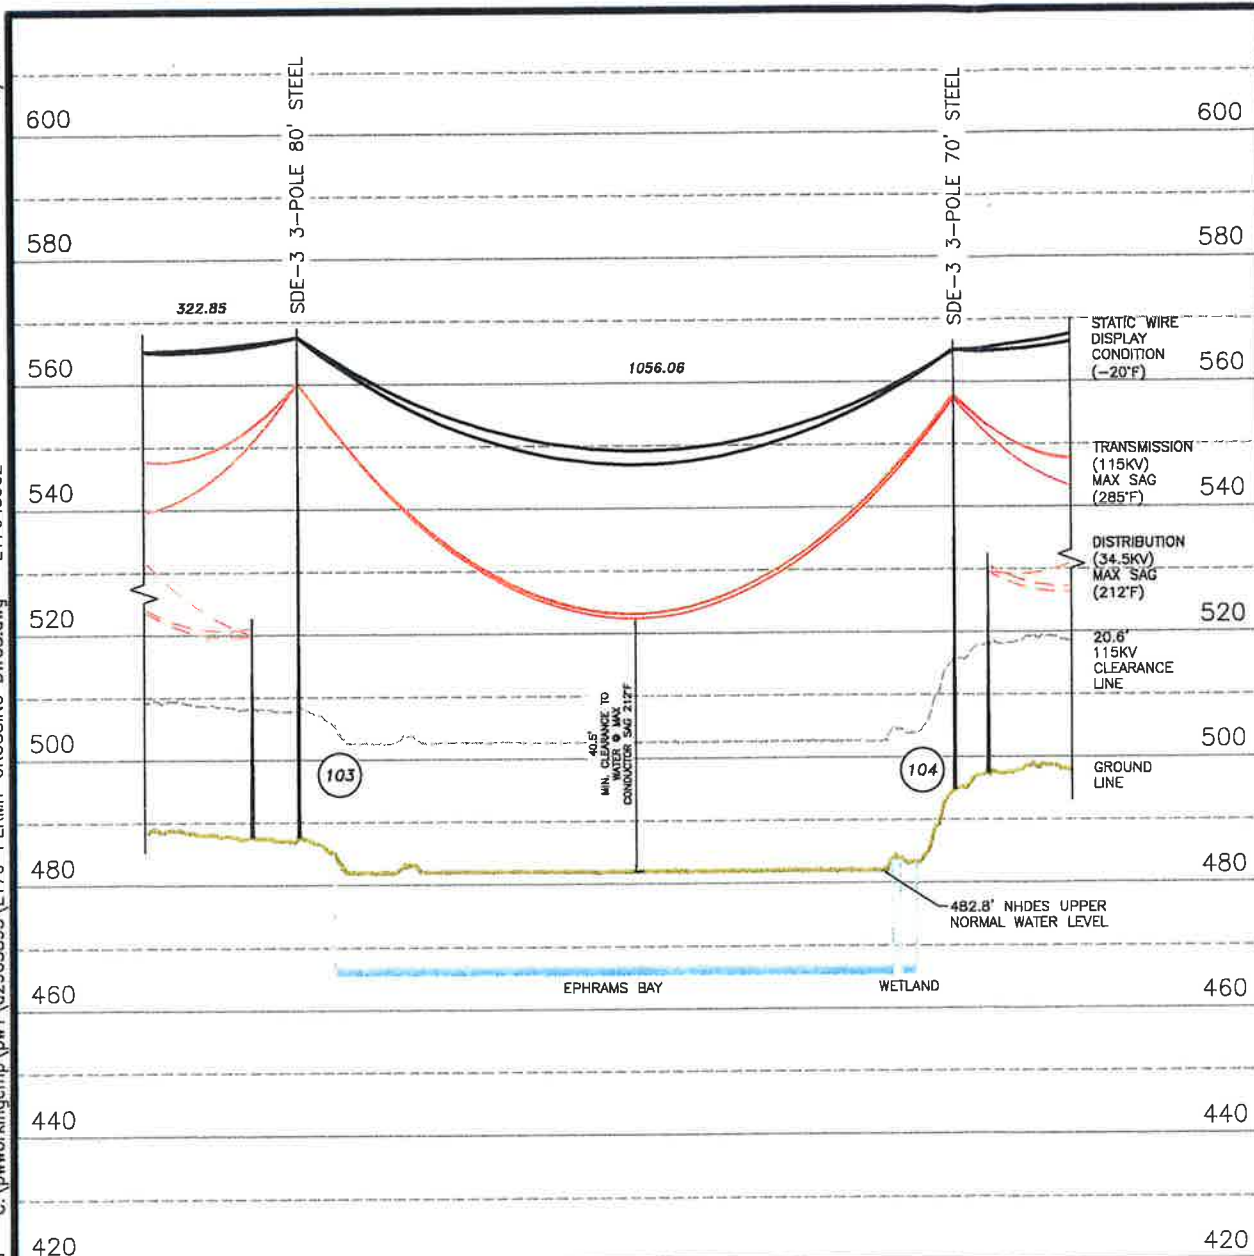 SDE-3 3-POLE 80' STEEL
SDE-3 3-POLE 70' STEEL
600
600
580
580
322.85
1056.06
STATIC WIRE
DISPLAY
CONDITION
(-20°F)
560
560
TRANSMISSION
(115KV)
MAX SAG
(285°F)
540
540
DISTRIBUTION
(34.5KV)
MAX SAG
(212°F)
520
520
20.6'
115KV
CLEARANCE
LINE
40.5'
MIN. CLEARANCE TO
WATER @ MAX
CONDUCTOR SAG 212°F
500
500
103
104
GROUND
LINE
480
480
482.8' NHDES UPPER
NORMAL WATER LEVEL
EPHRAMS BAY
WETLAND
460
460
440
440
420
420